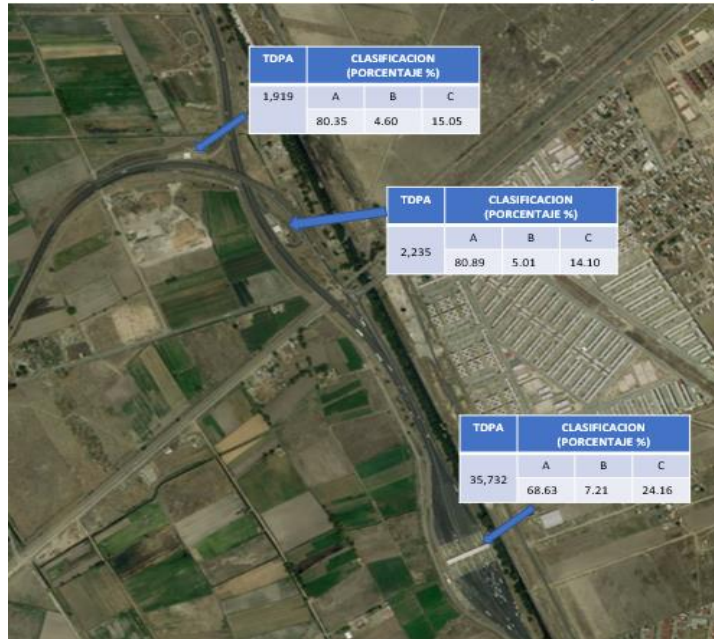 TDPA CLASIFICACION
(PORCENTAJE %)
1,919 A B C
80.35 4.60 15.05
TDPA CLASIFICACION
(PORCENTAJE %)
2,235 A B C
80.89 5.01 14.10
TDPA CLASIFICACION
(PORCENTAJE %)
35,732 A B C
68.63 7.21 24.16